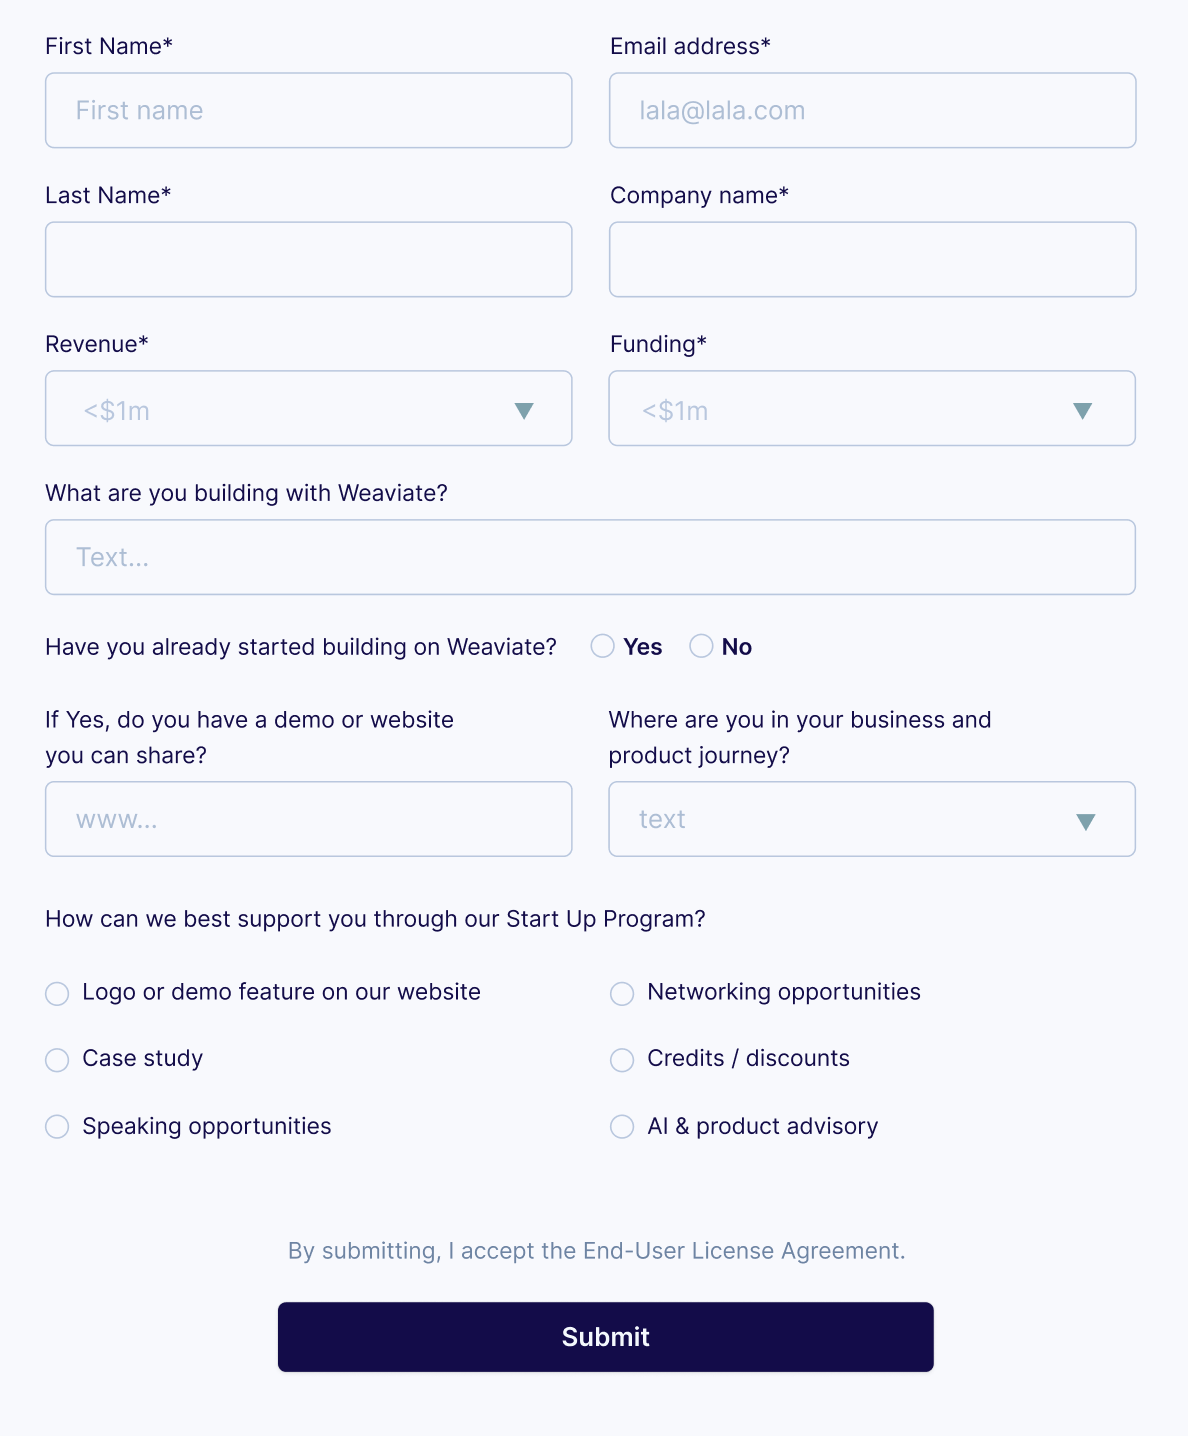 First Name*
Email address*
First name
lala@lala.com
Last Name*
Company name*
Revenue*
Funding*
<$1m
<$1m
What are you building with Weaviate?
Text...
Have you already started building on Weaviate?
Yes
No
If Yes, do you have a demo or website
you can share?
Where are you in your business and
product journey?
www...
text
How can we best support you through our Start Up Program?
Logo or demo feature on our website
Networking opportunities
Case study
Credits / discounts
Speaking opportunities
AI & product advisory
By submitting, I accept the End-User License Agreement.
Submit